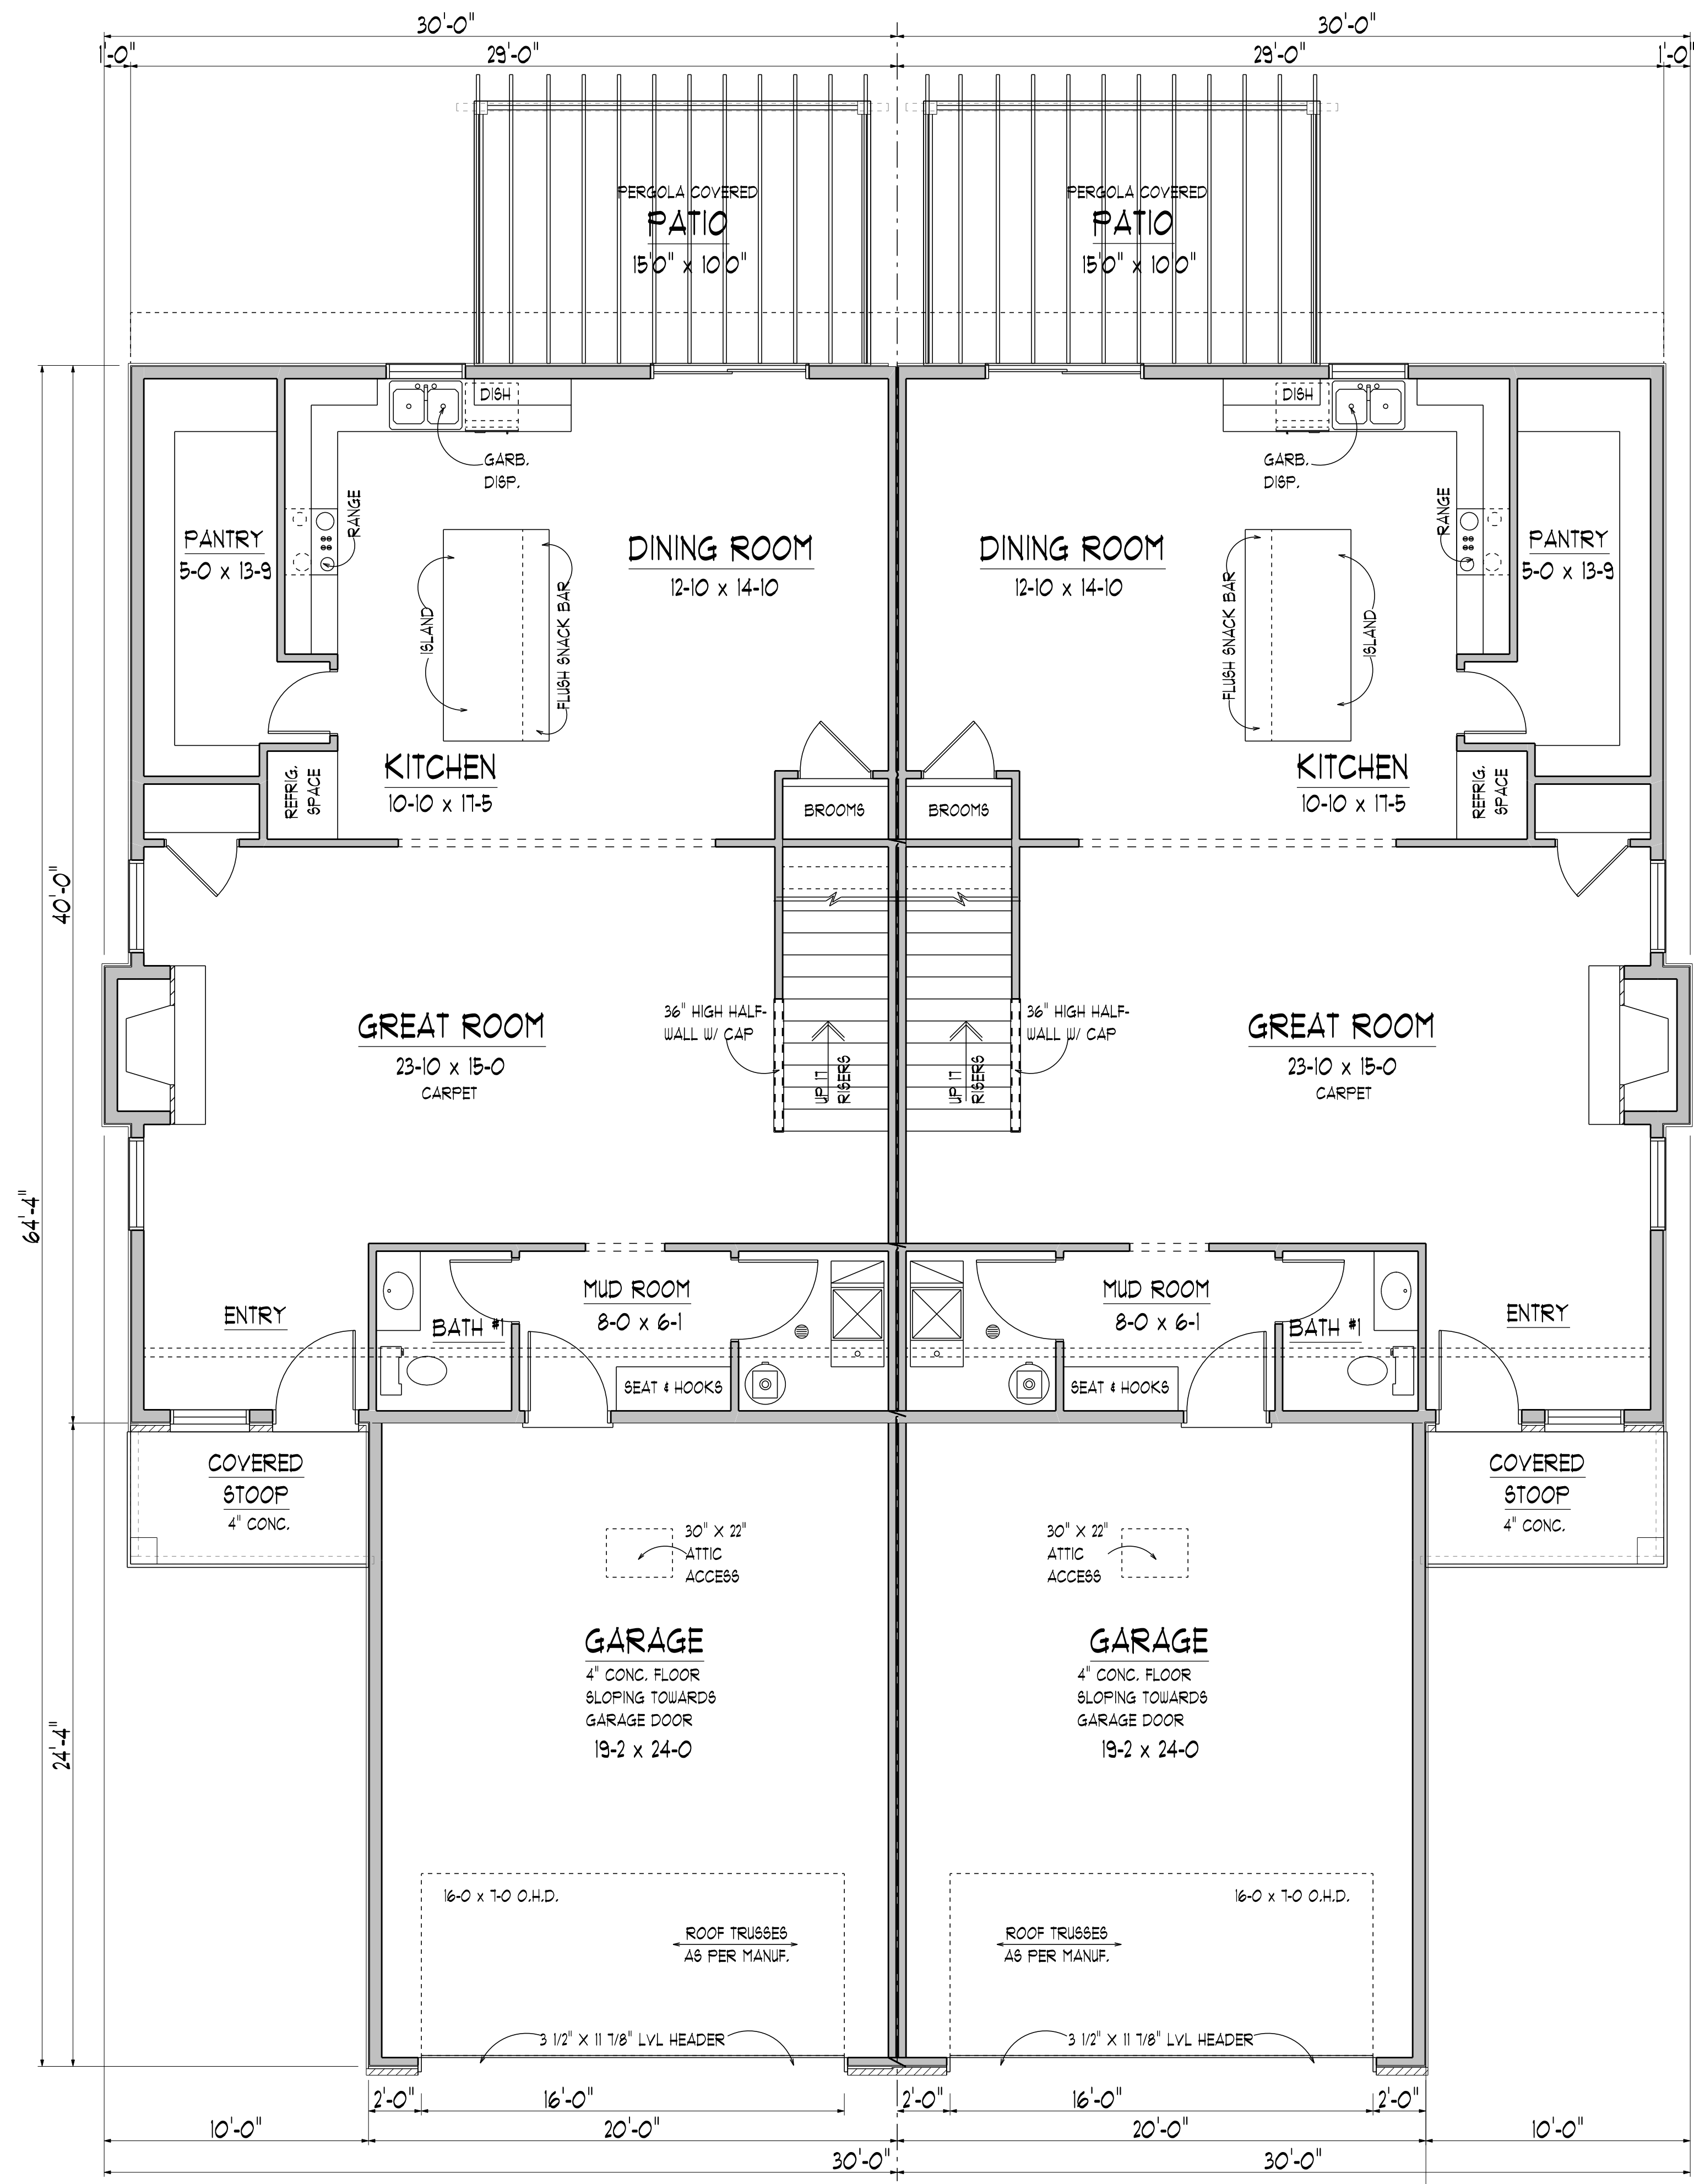 30'-0" 30'-0"
1'-0" 29'-0" 29'-0" 1'-0"
PERGOLA COVERED PERGOLA COVERED
PATIO PATIO
15'0" x 10'0" 15'0" x 10'0"
DISH DISH
GARB. GARB.
DISP. DISP.
RANGE RANGE
PANTRY PANTRY
5-0 x 13-9 5-0 x 13-9
DINING ROOM DINING ROOM
12-10 x 14-10 12-10 x 14-10
ISLAND
FLUSH SNACK BAR
FLUSH SNACK BAR
ISLAND
KITCHEN KITCHEN
10-10 x 17-5 10-10 x 17-5
REFRIG.
SPACE
REFRIG.
SPACE
BROOMS BROOMS
40'-0"
36" HIGH HALF-
WALL W/ CAP
36" HIGH HALF-
WALL W/ CAP
GREAT ROOM GREAT ROOM
23-10 x 15-0 23-10 x 15-0
CARPET CARPET
UP 17
RISERS
UP 17
RISERS
64'-4"
MUD ROOM MUD ROOM
8-0 x 6-1 8-0 x 6-1
ENTRY ENTRY
BATH #1 BATH #1
SEAT & HOOKS SEAT & HOOKS
COVERED COVERED
STOOP STOOP
4" CONC. 4" CONC.
30" X 22" 30" X 22"
ATTIC ATTIC
ACCESS ACCESS
GARAGE GARAGE
4" CONC. FLOOR 4" CONC. FLOOR
SLOPING TOWARDS SLOPING TOWARDS
GARAGE DOOR GARAGE DOOR
19-2 x 24-0 19-2 x 24-0
24'-4"
16-0 x 7-0 O.H.D. 16-0 x 7-0 O.H.D.
ROOF TRUSSES ROOF TRUSSES
AS PER MANUF. AS PER MANUF.
3 1/2" X 11 7/8" LVL HEADER 3 1/2" X 11 7/8" LVL HEADER
2'-0" 16'-0" 2'-0" 16'-0" 2'-0"
10'-0" 20'-0" 20'-0" 10'-0"
30'-0" 30'-0"